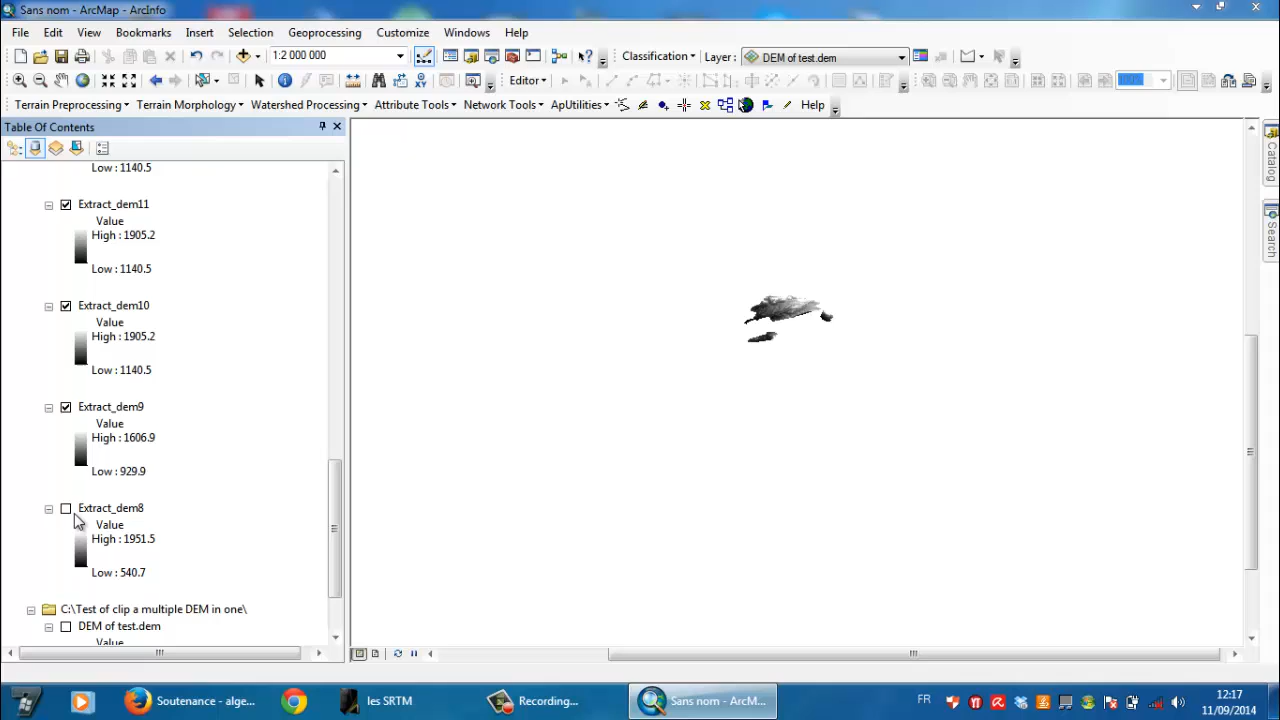 Sans nom - ArcMap - ArcInfo
File Edit View Bookmarks Insert Selection Geoprocessing Customize Windows Help
1:2 000 000 Classification Layer: DEM of test.dem
Editor 100%
Terrain Preprocessing Terrain Morphology Watershed Processing Attribute Tools Network Tools ApUtilities Help
Table Of Contents
Catalog
Search
Low : 1140.5
Extract_dem11
Value
High : 1905.2
Low : 1140.5
Extract_dem10
Value
High : 1905.2
Low : 1140.5
Extract_dem9
Value
High : 1606.9
Low : 929.9
Extract_dem8
Value
High : 1951.5
Low : 540.7
C:\Test of clip a multiple DEM in one\
DEM of test.dem
Value
Soutenance - alge... les SRTM Recording... Sans nom - ArcM... FR 12:17
11/09/2014